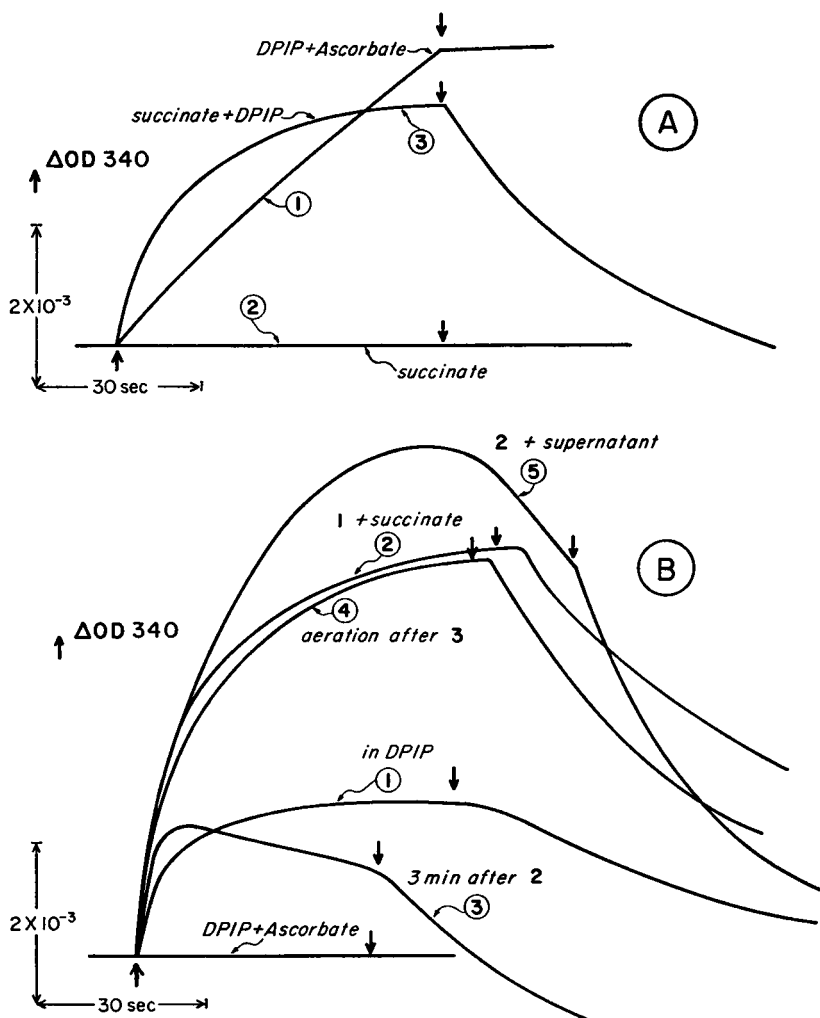 DPIP+Ascorbate
succinate+DPIP
A
3
ΔOD 340
1
2
2X10⁻³
succinate
30 sec
2 + supernatant
5
1 + succinate
2
B
4
ΔOD 340
aeration after 3
in DPIP
1
3 min after 2
2X10⁻³
DPIP+Ascorbate
3
30 sec